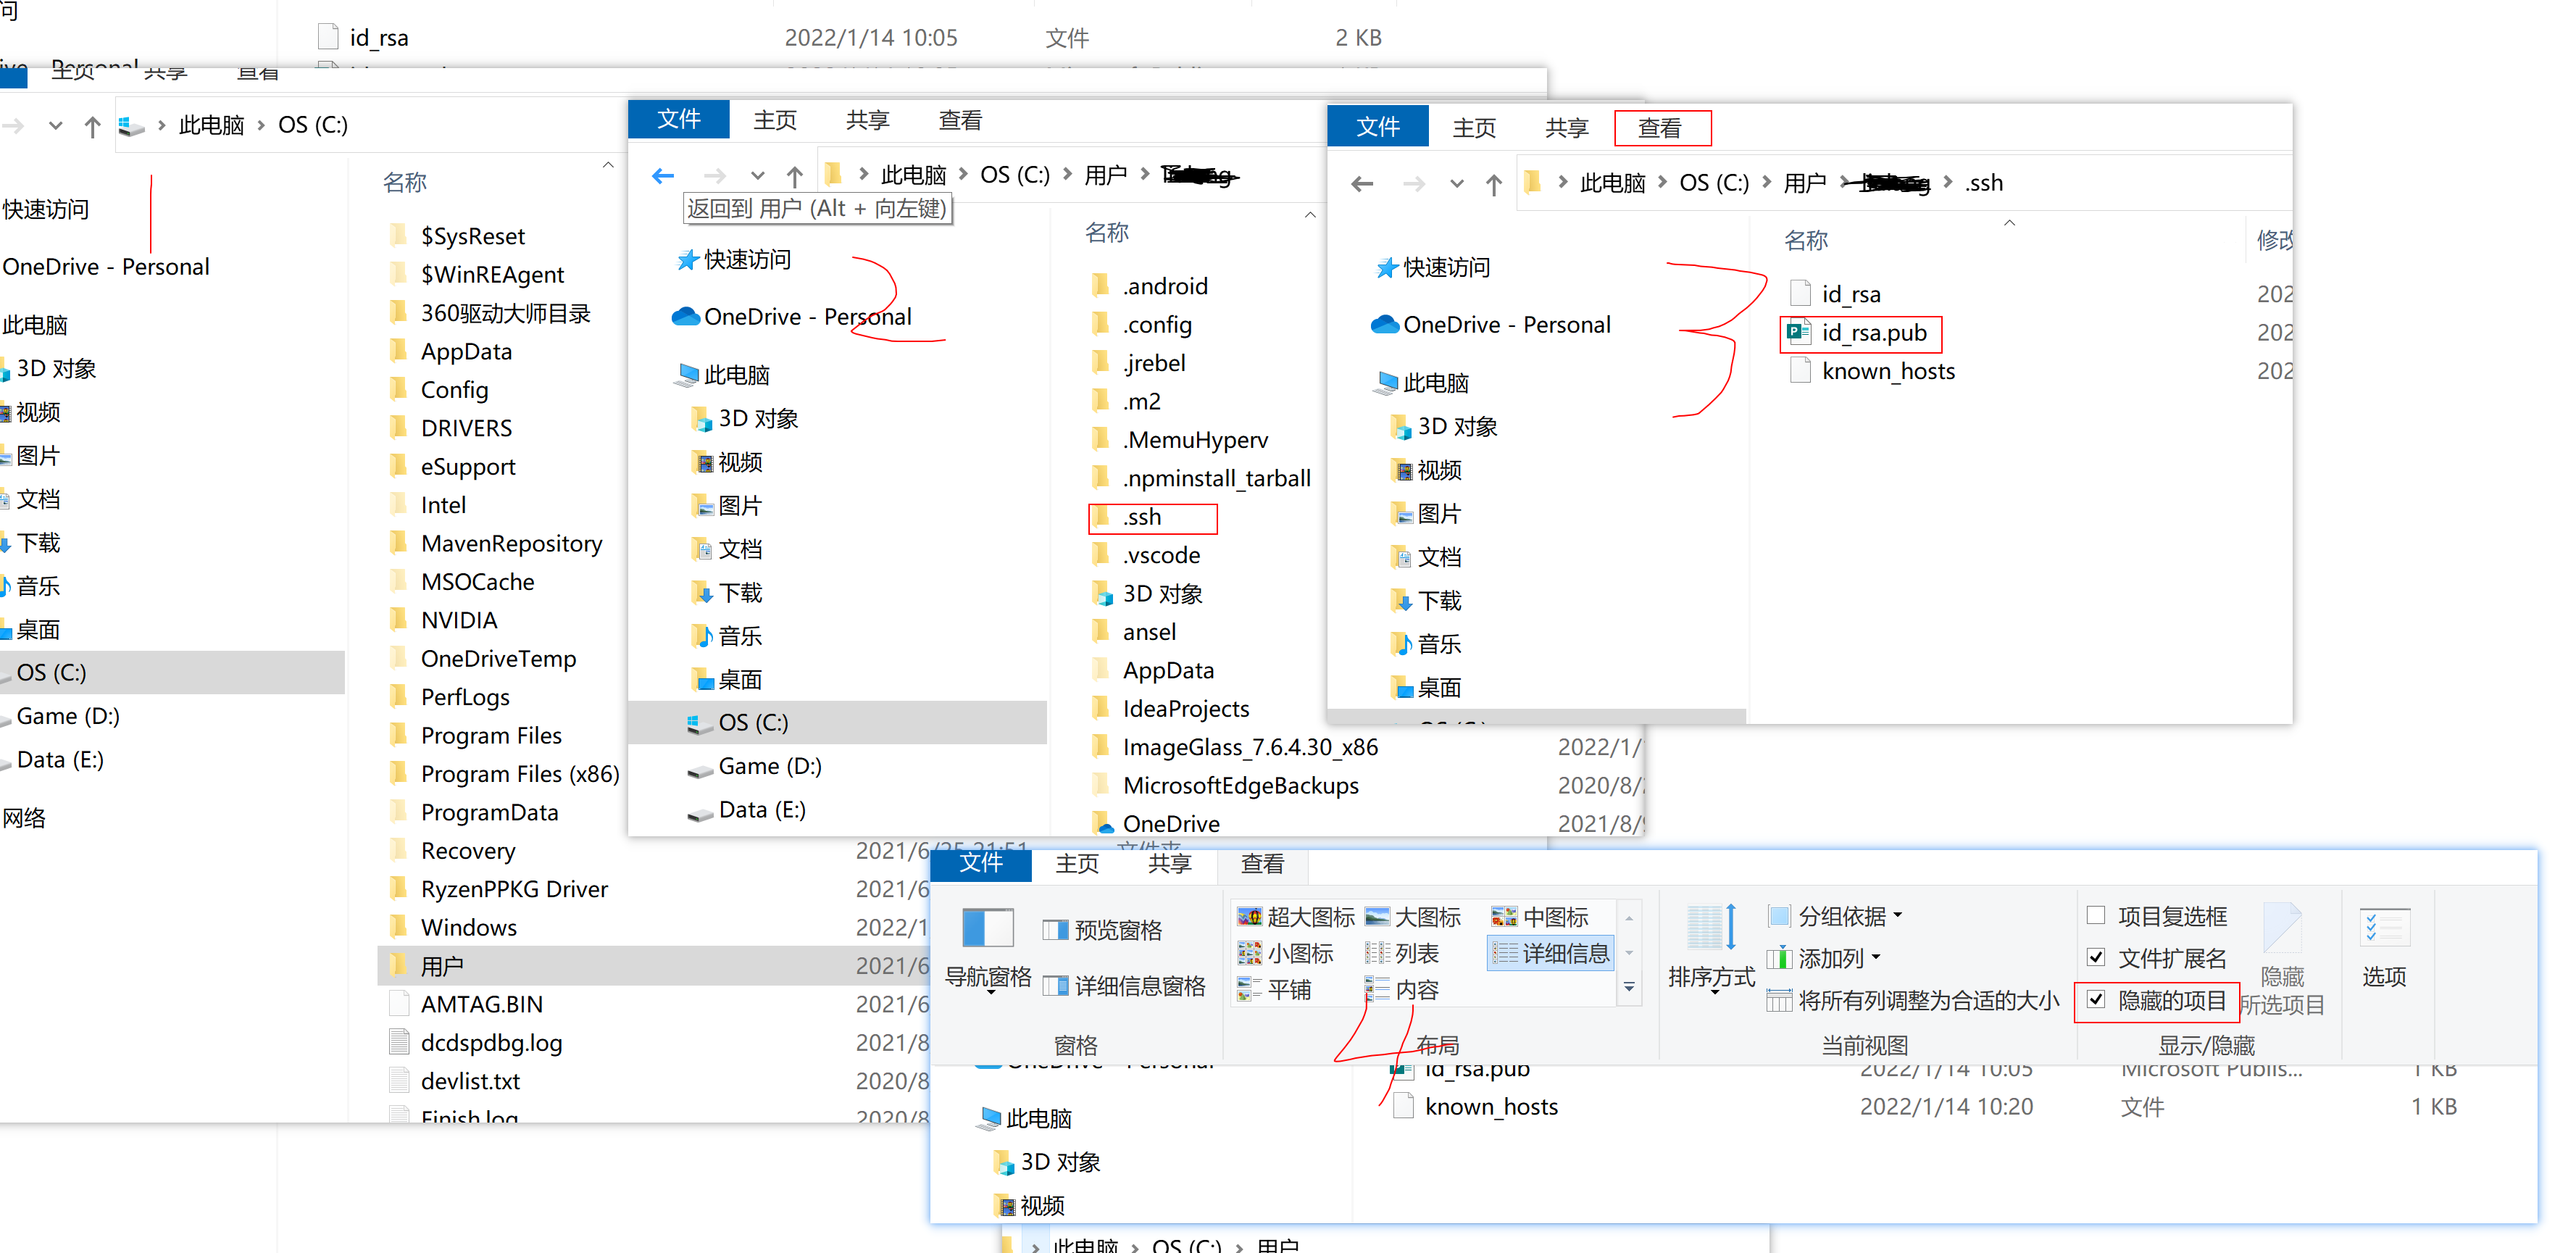 问
id_rsa 2022/1/14 10:05 文件 2 KB
主页 共享 查看
此电脑 OS (C:)
名称
快速访问
OneDrive - Personal
此电脑
3D 对象
视频
图片
文档
下载
音乐
桌面
OS (C:)
Game (D:)
Data (E:)
网络
$SysReset
$WinREAgent
360驱动大师目录
AppData
Config
DRIVERS
eSupport
Intel
MavenRepository
MSOCache
NVIDIA
OneDriveTemp
PerfLogs
Program Files
Program Files (x86)
ProgramData
Recovery 2021/6/25 21:51
RyzenPPKG Driver 2021/6
Windows 2022/1
用户 2021/6
AMTAG.BIN 2021/6
dcdspdbg.log 2021/8
devlist.txt 2020/8
Finish.log 2020/8
文件 主页 共享 查看
此电脑 OS (C:) 用户
返回到 用户 (Alt + 向左键)
名称
快速访问
OneDrive - Personal
此电脑
3D 对象
视频
图片
文档
下载
音乐
桌面
OS (C:)
Game (D:)
Data (E:)
.android
.config
.jrebel
.m2
.MemuHyperv
.npminstall_tarball
.ssh
.vscode
3D 对象
ansel
AppData
IdeaProjects
ImageGlass_7.6.4.30_x86 2022/1/
MicrosoftEdgeBackups 2020/8/
OneDrive 2021/8/
文件 主页 共享 查看
此电脑 OS (C:) 用户 .ssh
名称 修改
快速访问
OneDrive - Personal
此电脑
3D 对象
视频
图片
文档
下载
音乐
桌面
id_rsa 202
id_rsa.pub 202
known_hosts 202
文件 主页 共享 查看
导航窗格
预览窗格
详细信息窗格
窗格
超大图标 大图标 中图标
小图标 列表 详细信息
平铺 内容
布局
排序方式
分组依据
添加列
将所有列调整为合适的大小
当前视图
项目复选框
文件扩展名
隐藏的项目
隐藏
所选项目
显示/隐藏
选项
OneDrive - Personal
id_rsa.pub 2022/1/14 10:05 Microsoft Publis... 1 KB
known_hosts 2022/1/14 10:20 文件 1 KB
此电脑
3D 对象
视频
此电脑 OS (C:) 用户